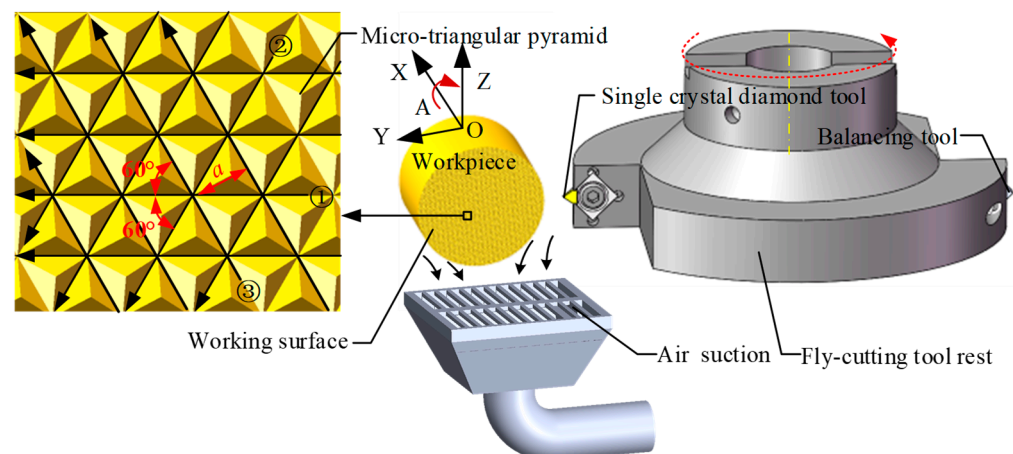 ②
Micro-triangular pyramid
X
Z
A
Y
O
Workpiece
Single crystal diamond tool
Balancing tool
60°
a
①
60°
③
Working surface
Air suction
Fly-cutting tool rest